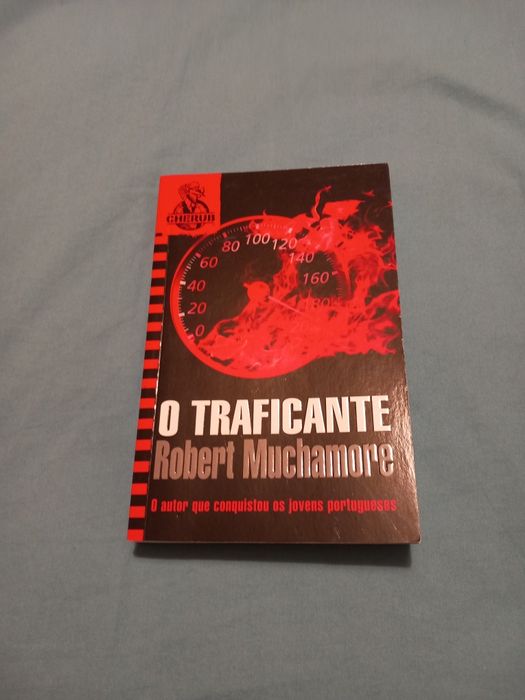 CHERUB
0
20
40
60
80
100
120
140
160
180
O TRAFICANTE
Robert Muchamore
O autor que conquistou os jovens portugueses